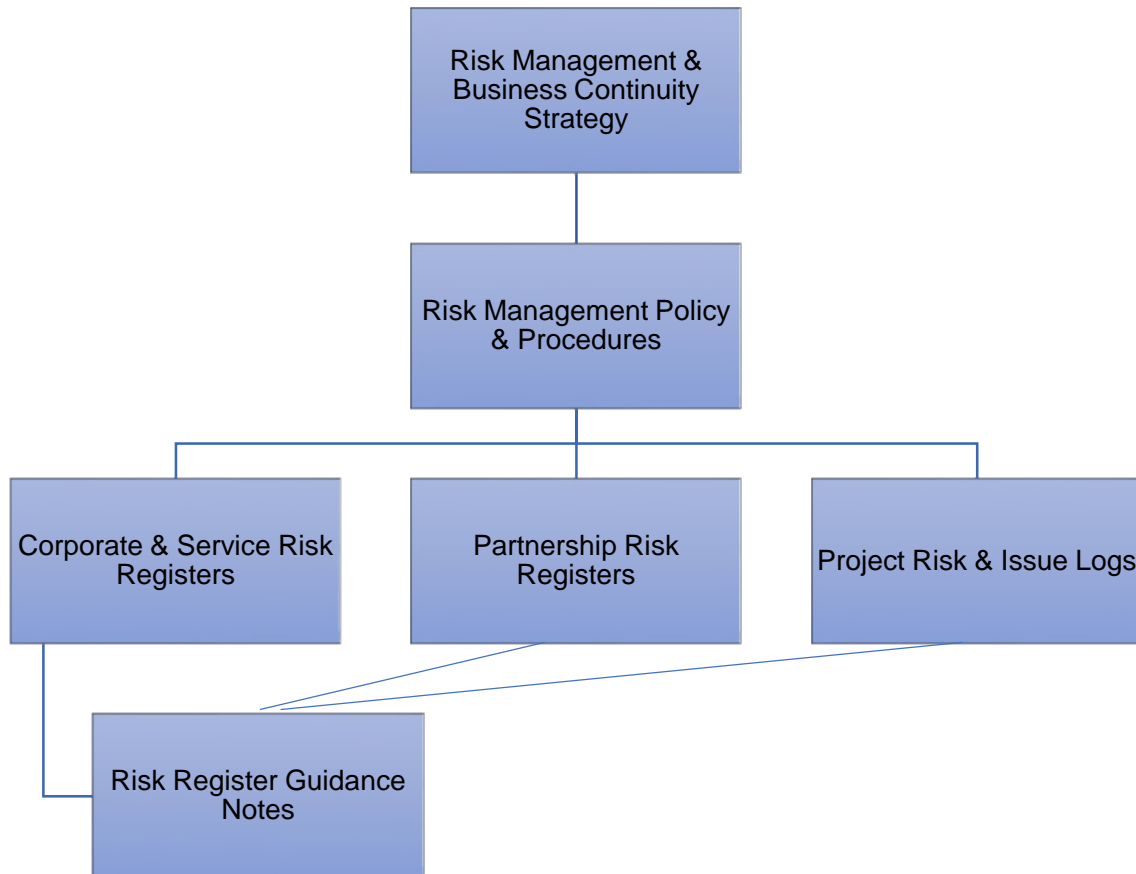 Risk Management &
Business Continuity
Strategy
Risk Management Policy
& Procedures
Corporate & Service Risk
Registers
Partnership Risk
Registers
Project Risk & Issue Logs
Risk Register Guidance
Notes